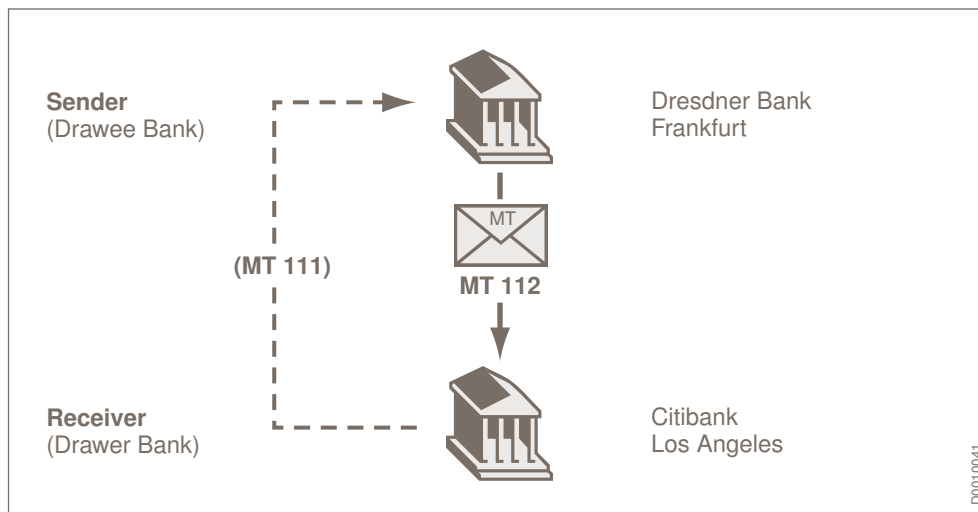 Sender
(Drawee Bank)
Dresdner Bank
Frankfurt
MT
(MT 111)
MT 112
Receiver
(Drawer Bank)
Citibank
Los Angeles
D0010041